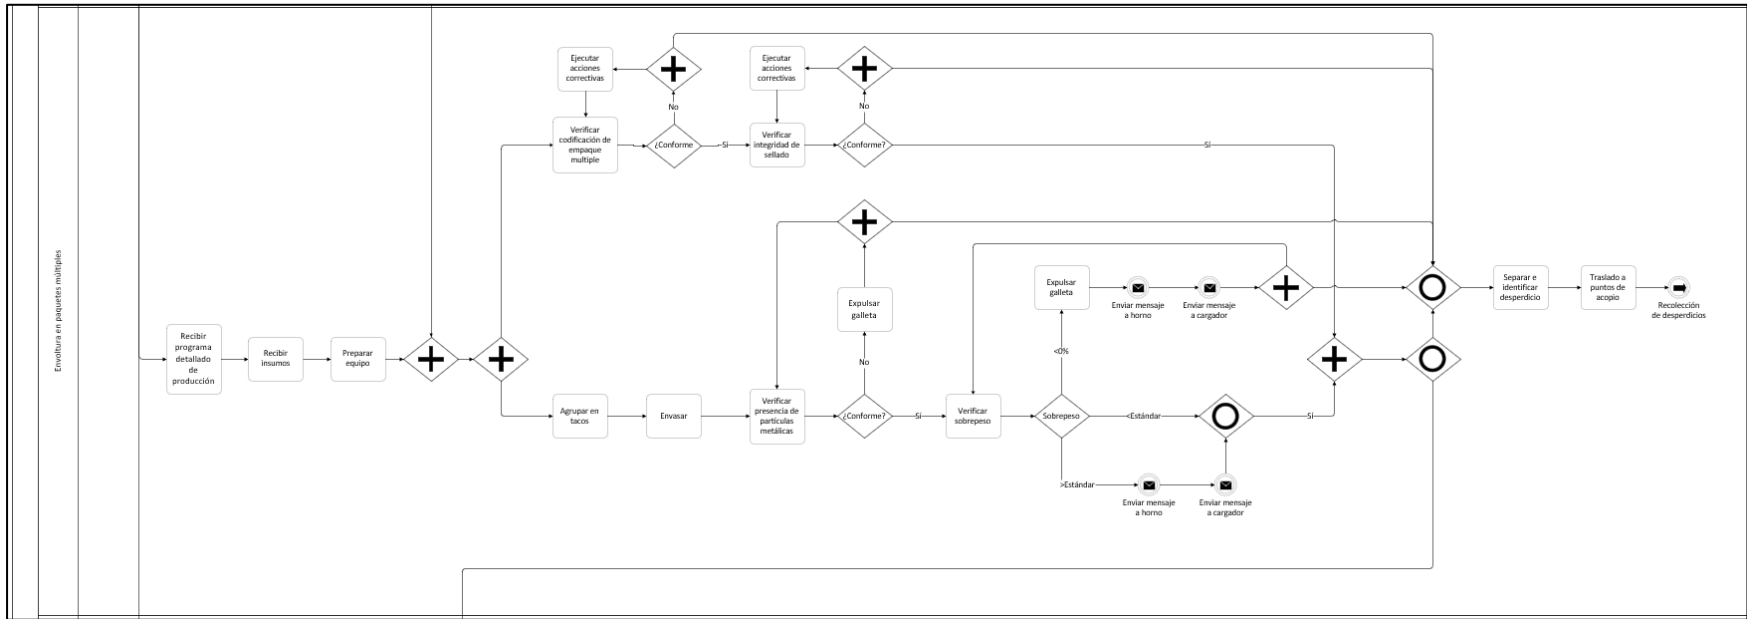 Envoltura en paquetes múltiples
Recibir
programa
detallado
de
producción
Recibir
insumos
Preparar
equipo
Ejecutar
acciones
correctivas
No
Verificar
codificación de
empaque
multiple
¿Conforme
Sí
Ejecutar
acciones
correctivas
No
Verificar
integridad de
sellado
¿Conforme?
Sí
Agrupar en
tacos
Envasar
Verificar
presencia de
partículas
metálicas
¿Conforme?
No
Expulsar
galleta
Sí
Verificar
sobrepeso
Sobrepeso
<0%
Expulsar
galleta
Enviar mensaje
a horno
Enviar mensaje
a cargador
<Estándar
Sí
>Estándar
Enviar mensaje
a horno
Enviar mensaje
a cargador
Separar e
identificar
desperdicio
Traslado a
puntos de
acopio
Recolección
de desperdicios